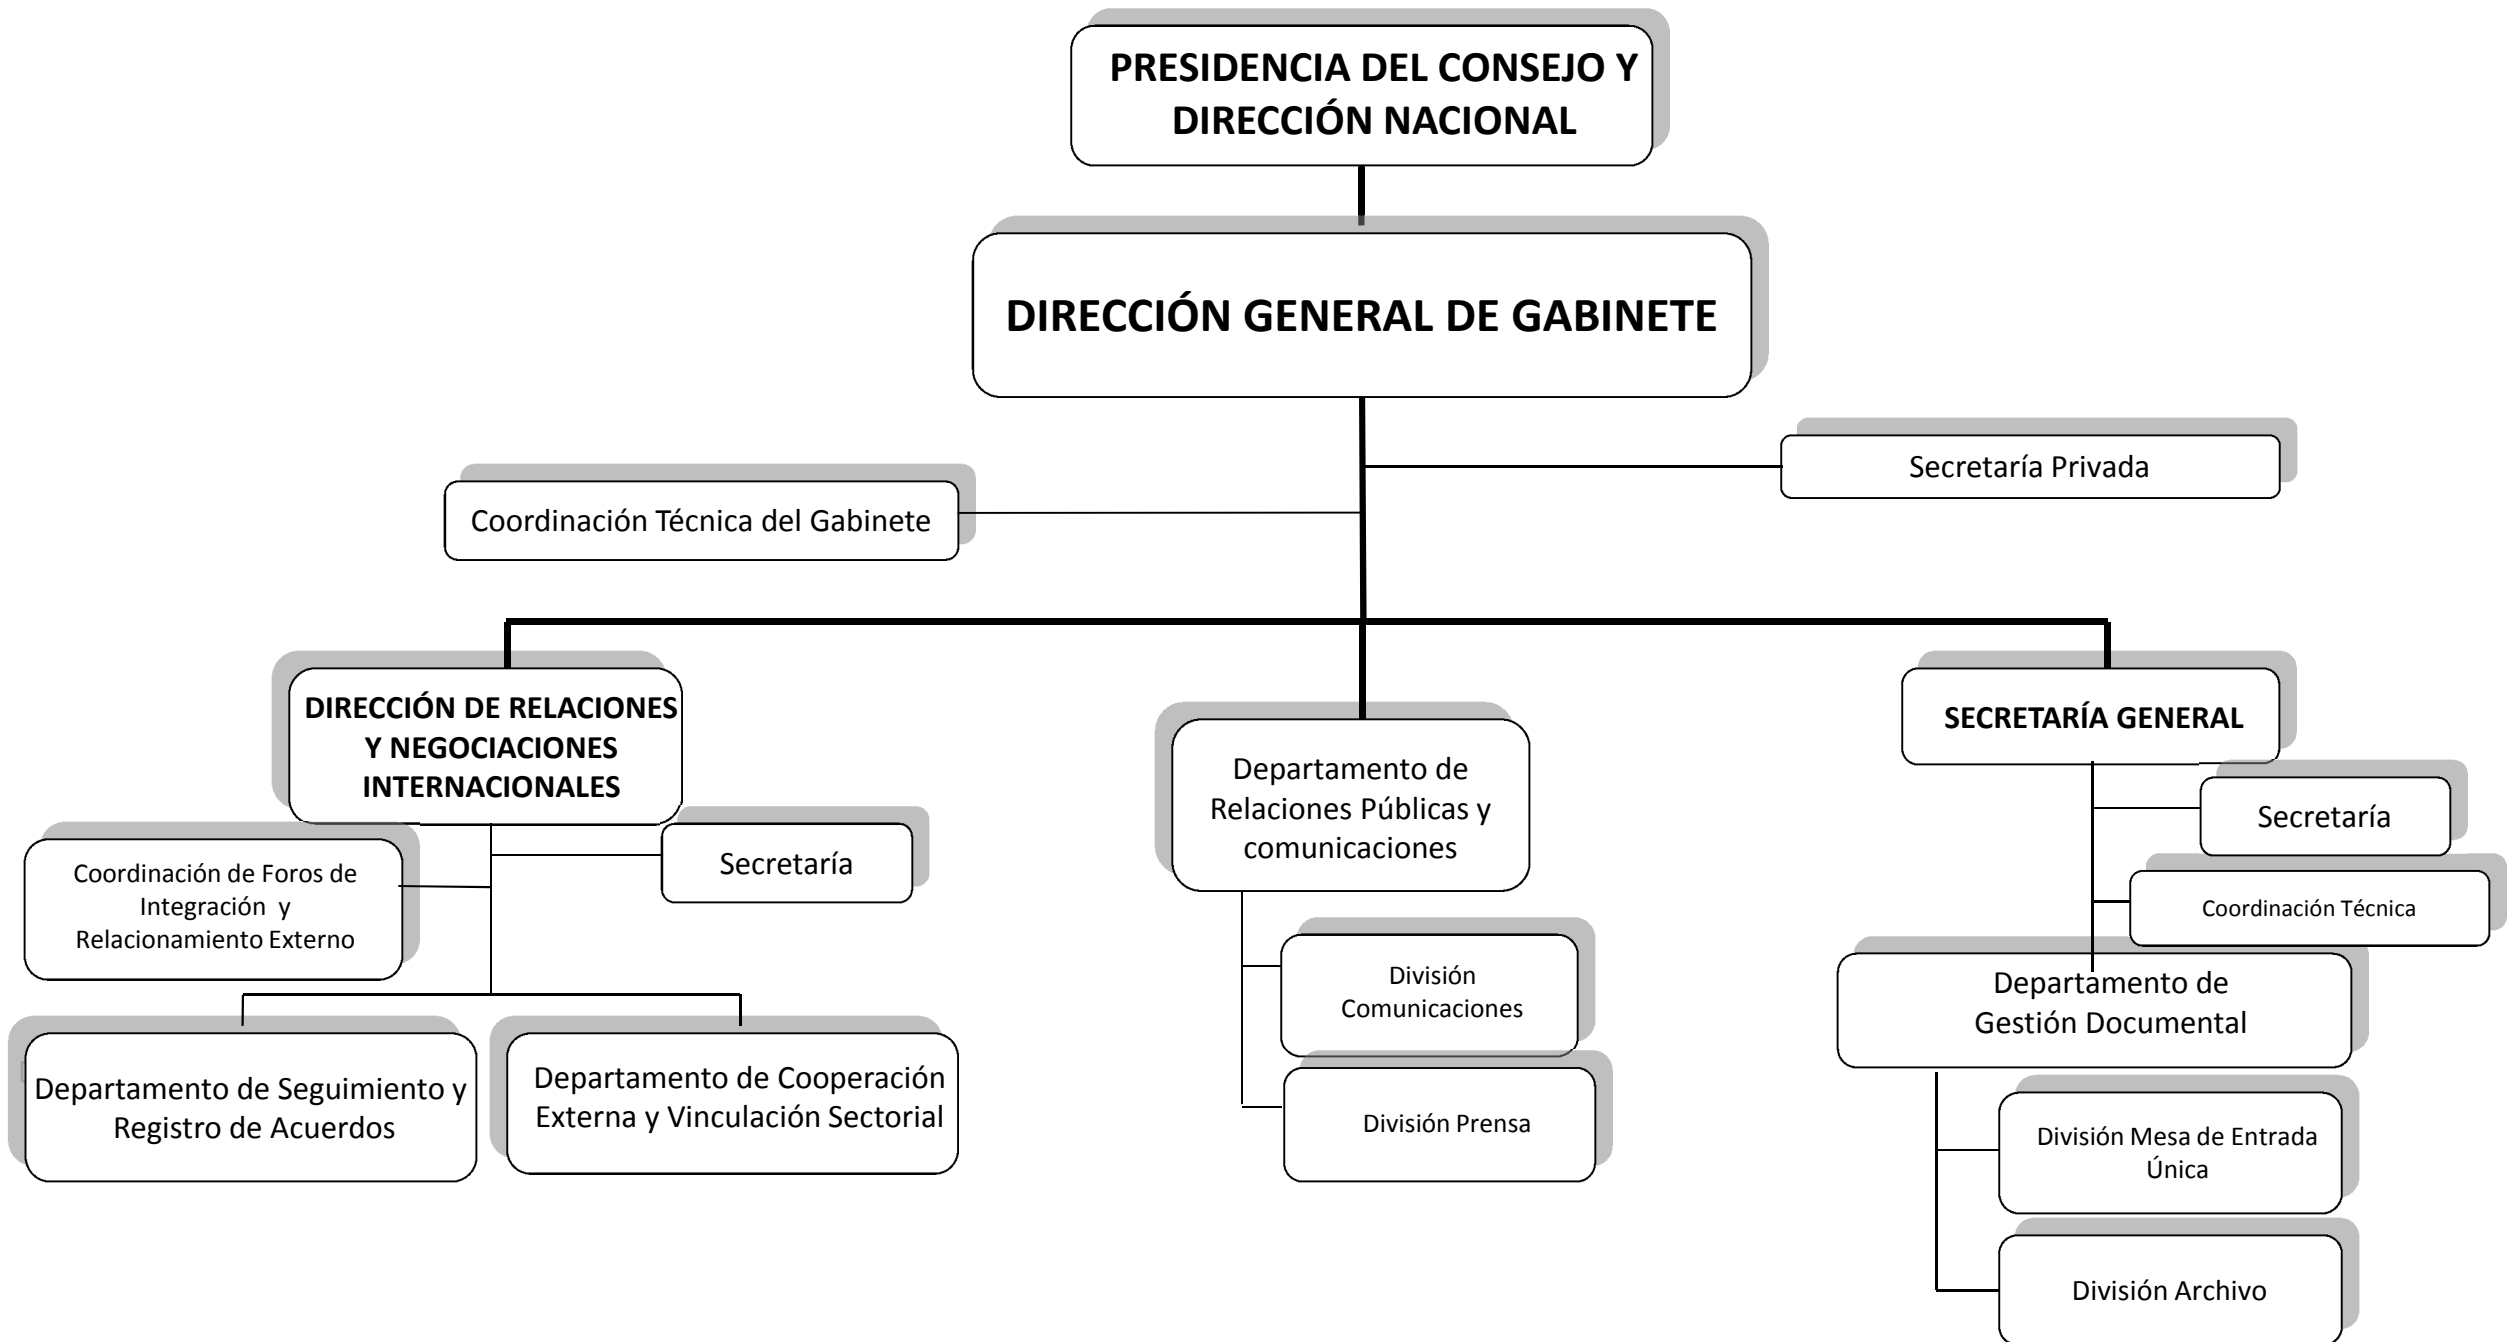 PRESIDENCIA DEL CONSEJO Y
DIRECCIÓN NACIONAL
DIRECCIÓN GENERAL DE GABINETE
Secretaría Privada
Coordinación Técnica del Gabinete
DIRECCIÓN DE RELACIONES
Y NEGOCIACIONES
INTERNACIONALES
Secretaría
Coordinación de Foros de
Integración y
Relacionamiento Externo
Departamento de Seguimiento y
Registro de Acuerdos
Departamento de Cooperación
Externa y Vinculación Sectorial
Departamento de
Relaciones Públicas y
comunicaciones
División
Comunicaciones
División Prensa
SECRETARÍA GENERAL
Secretaría
Coordinación Técnica
Departamento de
Gestión Documental
División Mesa de Entrada
Única
División Archivo